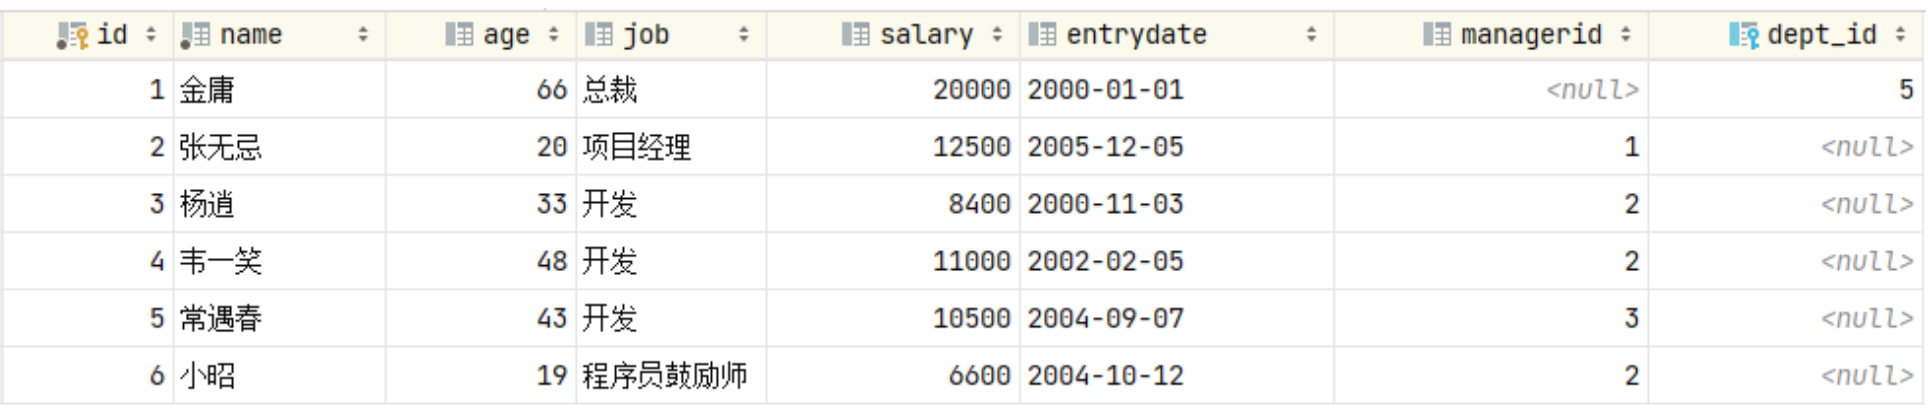 id name age job salary entrydate managerid dept_id
1 金庸 66 总裁 20000 2000-01-01 <null> 5
2 张无忌 20 项目经理 12500 2005-12-05 1 <null>
3 杨逍 33 开发 8400 2000-11-03 2 <null>
4 韦一笑 48 开发 11000 2002-02-05 2 <null>
5 常遇春 43 开发 10500 2004-09-07 3 <null>
6 小昭 19 程序员鼓励师 6600 2004-10-12 2 <null>